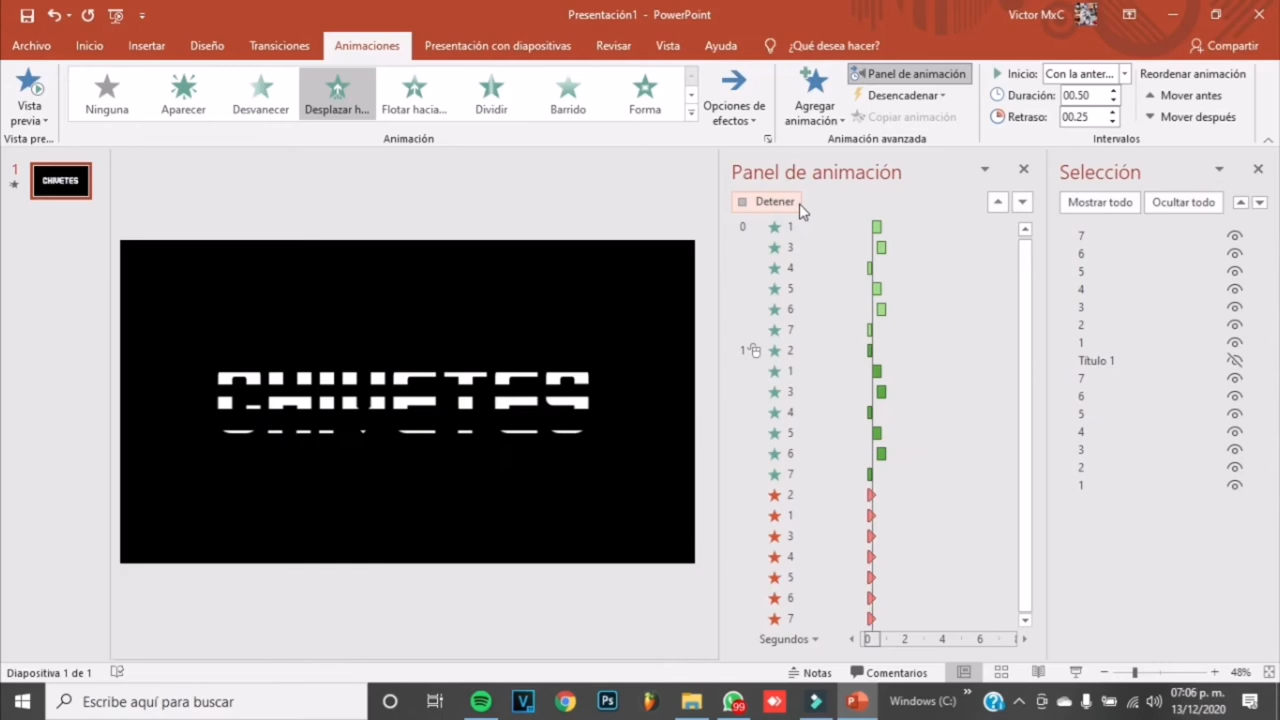 Presentación1 - PowerPoint
Victor MxC
Archivo Inicio Insertar Diseño Transiciones Animaciones Presentación con diapositivas Revisar Vista Ayuda ¿Qué desea hacer? Compartir
Vista previa
Ninguna Aparecer Desvanecer Desplazar h... Flotar hacia... Dividir Barrido Forma
Opciones de efectos
Agregar animación
Panel de animación
Desencadenar
Copiar animación
Inicio: Con la anter...
Duración: 00.50
Retraso: 00.25
Reordenar animación
Mover antes
Mover después
Vista pre... Animación Animación avanzada Intervalos
1
CHIVETES
CHIVETES
Panel de animación
Detener
0 1
3
4
5
6
7
1 2
1
3
4
5
6
7
2
1
3
4
5
6
7
Segundos 0 2 4 6
Selección
Mostrar todo Ocultar todo
7
6
5
4
3
2
1
Título 1
7
6
5
4
3
2
1
Diapositiva 1 de 1 Notas Comentarios 48%
Escribe aquí para buscar
Ps
99
Windows (C:)
07:06 p. m.
13/12/2020